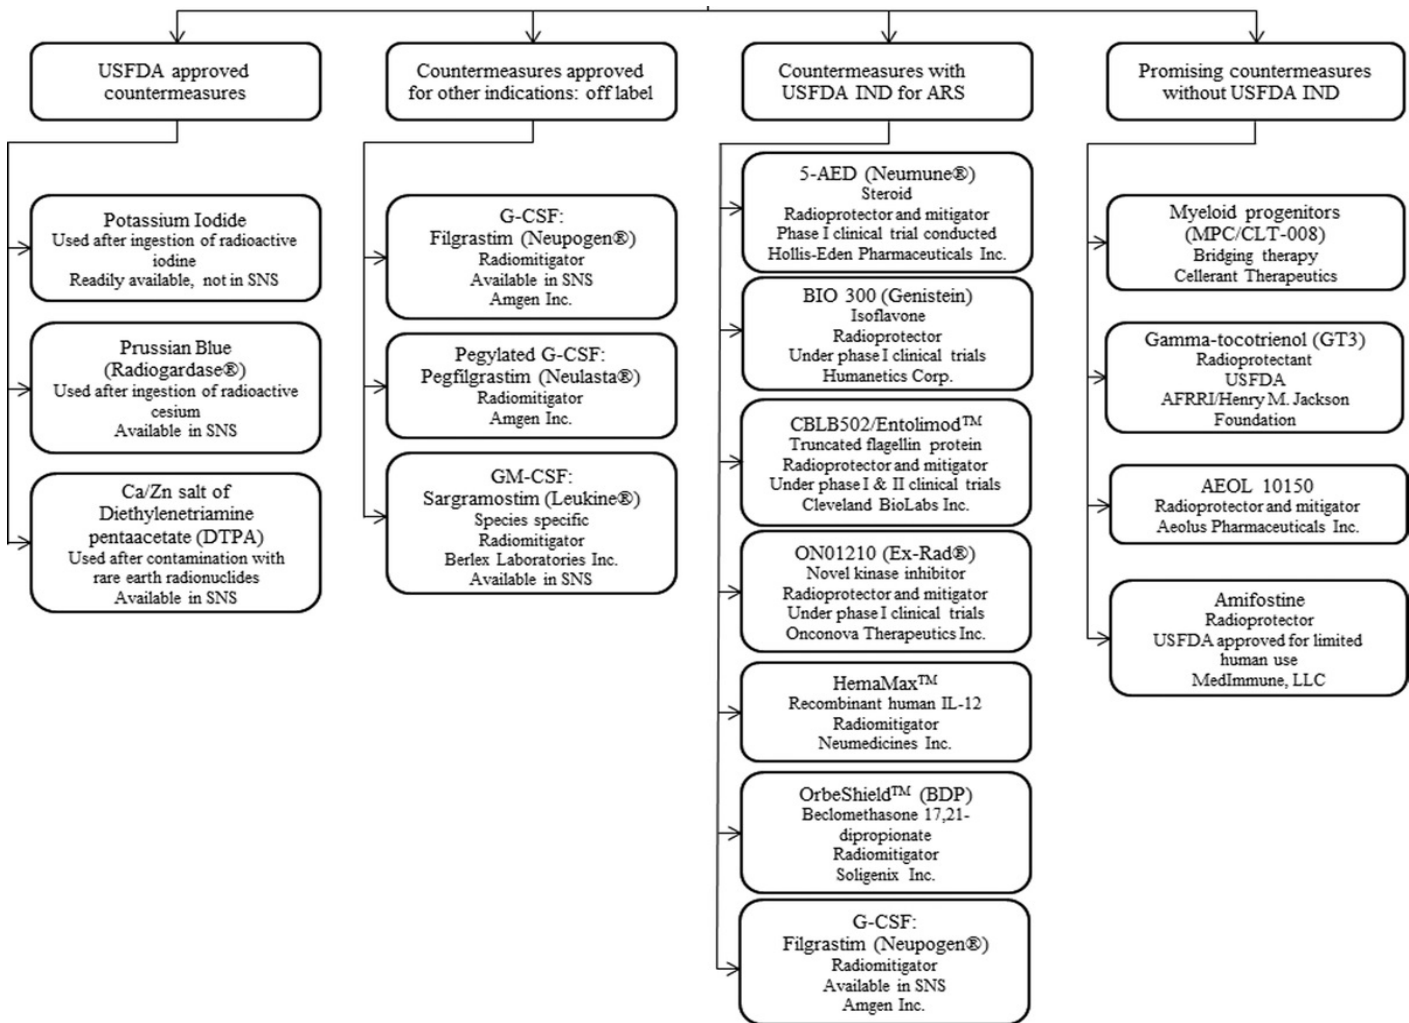 USFDA approved
countermeasures
Potassium Iodide
Used after ingestion of radioactive
iodine
Readily available, not in SNS
Prussian Blue
(Radiogardase®)
Used after ingestion of radioactive
cesium
Available in SNS
Ca/Zn salt of
Diethylenetriamine
pentaacetate (DTPA)
Used after contamination with
rare earth radionuclides
Available in SNS
Countermeasures approved
for other indications: off label
G-CSF:
Filgrastim (Neupogen®)
Radiomitigator
Available in SNS
Amgen Inc.
Pegylated G-CSF:
Pegfilgrastim (Neulasta®)
Radiomitigator
Amgen Inc.
GM-CSF:
Sargramostim (Leukine®)
Species specific
Radiomitigator
Berlex Laboratories Inc.
Available in SNS
Countermeasures with
USFDA IND for ARS
5-AED (Neumune®)
Steroid
Radioprotector and mitigator
Phase I clinical trial conducted
Hollis-Eden Pharmaceuticals Inc.
BIO 300 (Genistein)
Isoflavone
Radioprotector
Under phase I clinical trials
Humanetics Corp.
CBLB502/Entolimod™
Truncated flagellin protein
Radioprotector and mitigator
Under phase I & II clinical trials
Cleveland BioLabs Inc.
ON01210 (Ex-Rad®)
Novel kinase inhibitor
Radioprotector and mitigator
Under phase I clinical trials
Onconova Therapeutics Inc.
HemaMax™
Recombinant human IL-12
Radiomitigator
Neumedicines Inc.
OrbeShield™ (BDP)
Beclomethasone 17,21-
dipropionate
Radiomitigator
Soligenix Inc.
G-CSF:
Filgrastim (Neupogen®)
Radiomitigator
Available in SNS
Amgen Inc.
Promising countermeasures
without USFDA IND
Myeloid progenitors
(MPC/CLT-008)
Bridging therapy
Cellerant Therapeutics
Gamma-tocotrienol (GT3)
Radioprotectant
USFDA
AFRRI/Henry M. Jackson
Foundation
AEOL 10150
Radioprotector and mitigator
Aeolus Pharmaceuticals Inc.
Amifostine
Radioprotector
USFDA approved for limited
human use
MedImmune, LLC